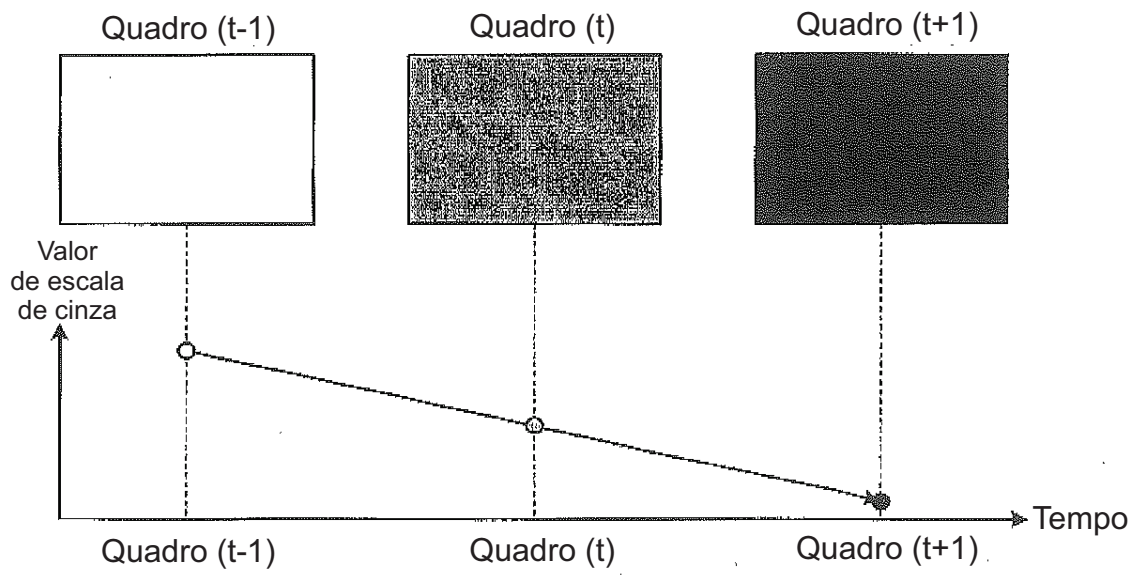 Quadro (t-1)
Quadro (t)
Quadro (t+1)
Valor
de escala
de cinza
Tempo
Quadro (t-1)
Quadro (t)
Quadro (t+1)